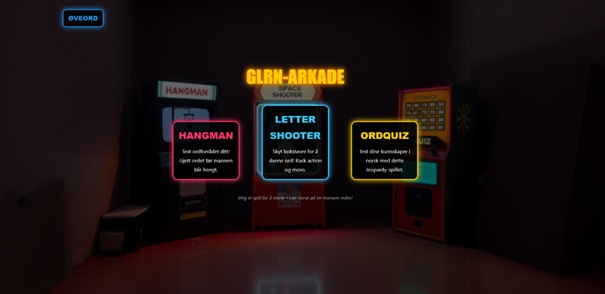 ØVEORD
GLRN-ARKADE
HANGMAN
SPACE
SHOOTER
HANGMAN
Test ordforrådet ditt!
Gjett ordet før mannen
blir hengt.
LETTER
SHOOTER
Skyt bokstaver for å
danne ord! Rask action
og moro.
ORDQUIZ
Test dine kunnskaper i
norsk med dette
Jeopardy-spillet.
Velg et spill for å starte • Lær norsk på en morsom måte!